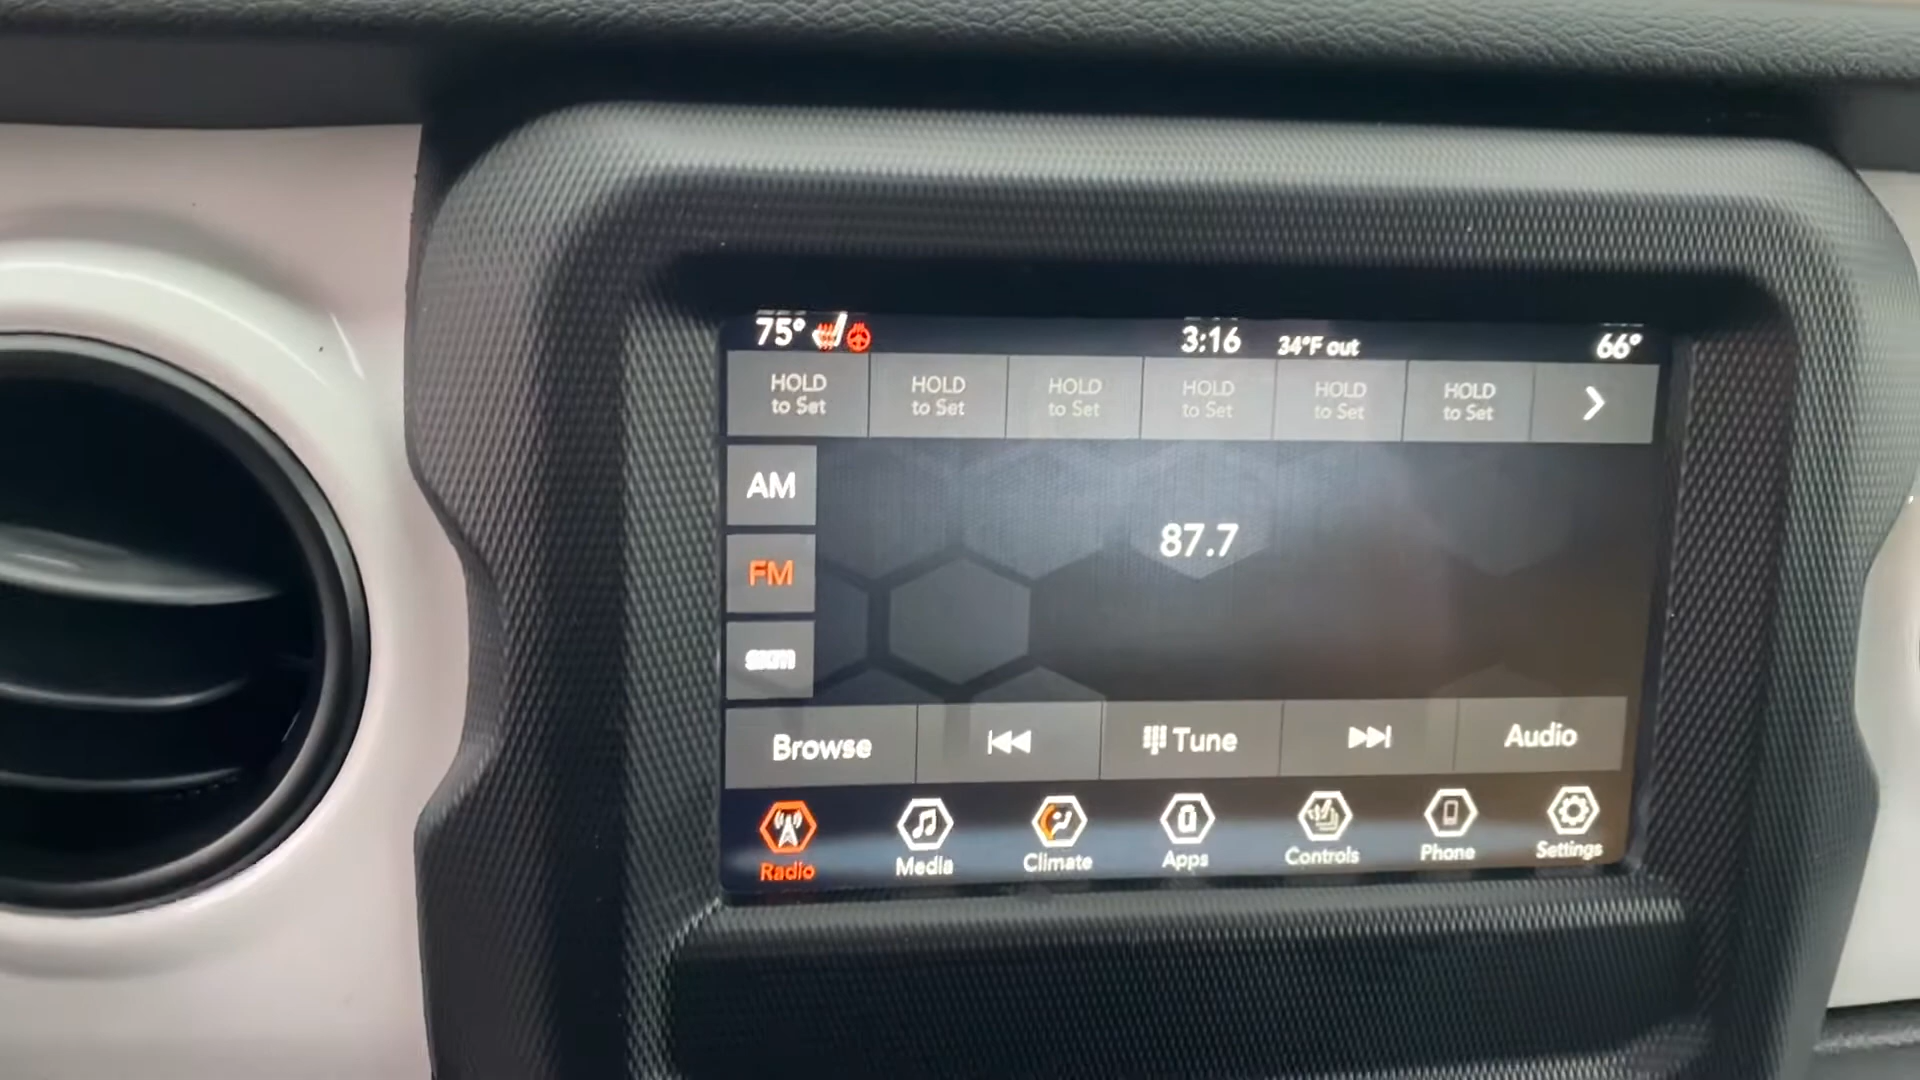 75° 3:16 34°F out 66°
HOLD to Set
HOLD to Set
HOLD to Set
HOLD to Set
HOLD to Set
HOLD to Set
AM
87.7
FM
Browse Tune Audio
Radio Media Climate Apps Controls Phone Settings